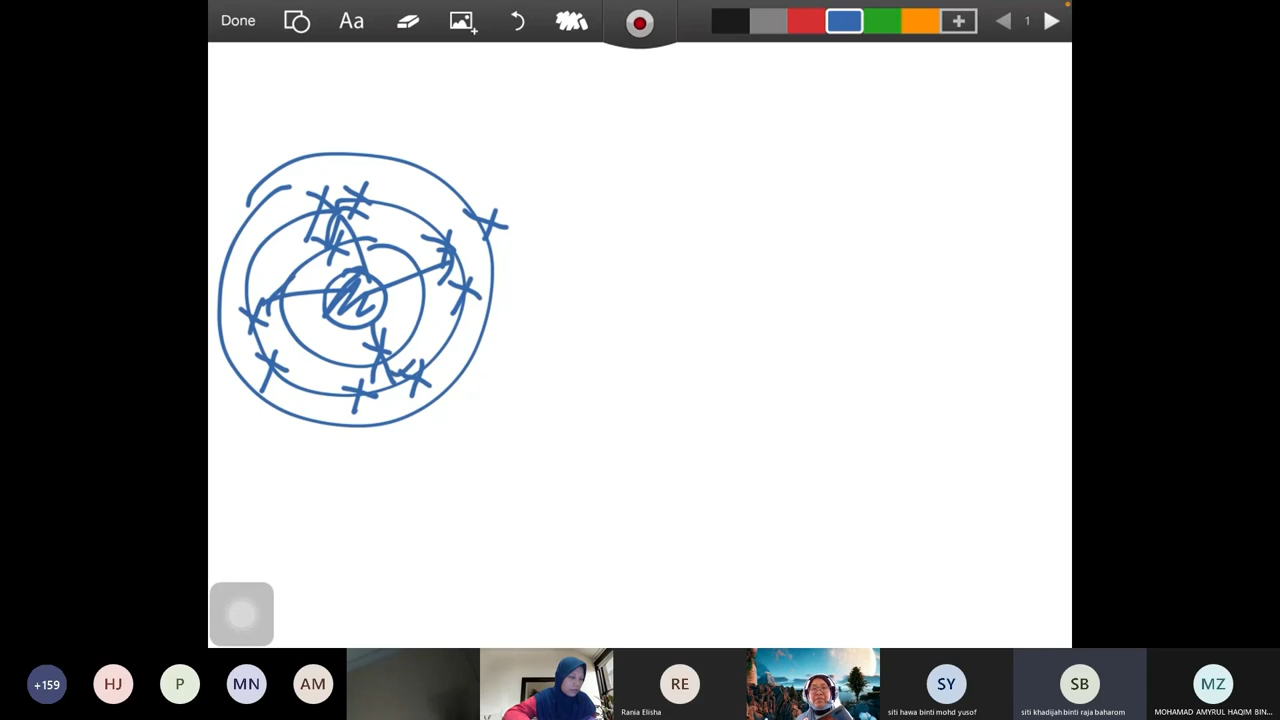 Done Aa 1
+159 HJ P MN AM RE SY SB MZ
Rania Elisha siti hawa binti mohd yusof siti khadijah binti raja baharom MOHAMAD AMYRUL HAQIM BIN...